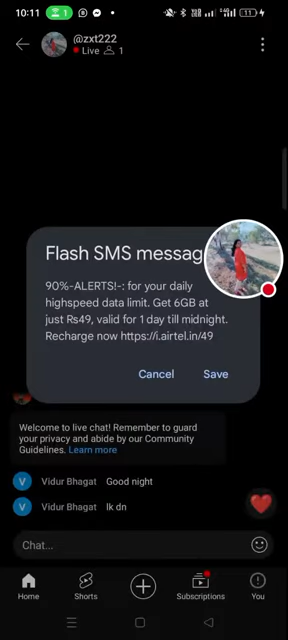 10:11
1
11
@zxt222
Live 1
Flash SMS messag
90%-ALERTS!-: for your daily
highspeed data limit. Get 6GB at
just Rs49, valid for 1 day till midnight.
Recharge now https://i.airtel.in/49
Cancel Save
Welcome to live chat! Remember to guard
your privacy and abide by our Community
Guidelines. Learn more
V Vidur Bhagat Good night
V Vidur Bhagat Ik dn
Chat...
Home Shorts Subscriptions You